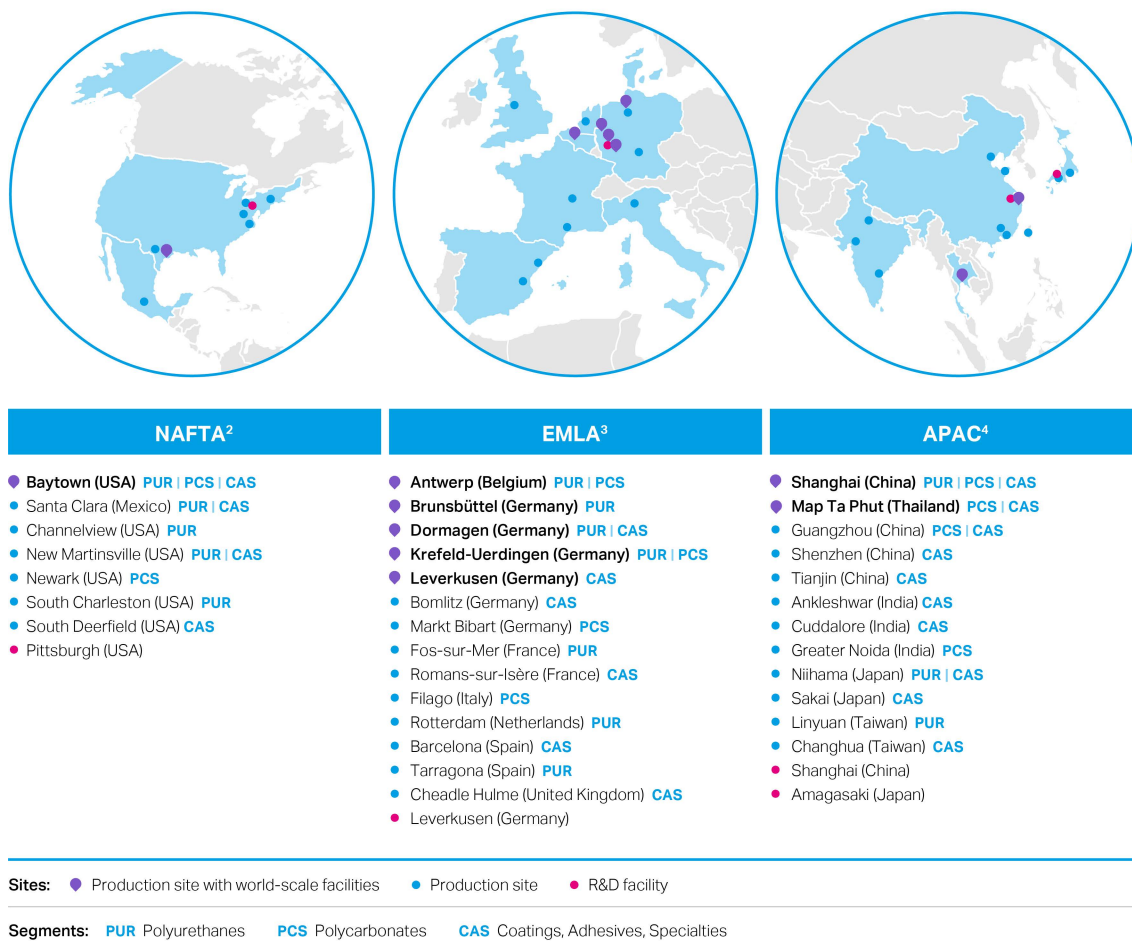 NAFTA²
Baytown (USA) PUR | PCS | CAS
Santa Clara (Mexico) PUR | CAS
Channelview (USA) PUR
New Martinsville (USA) PUR | CAS
Newark (USA) PCS
South Charleston (USA) PUR
South Deerfield (USA) CAS
Pittsburgh (USA)
EMLA³
Antwerp (Belgium) PUR | PCS
Brunsbüttel (Germany) PUR
Dormagen (Germany) PUR | CAS
Krefeld-Uerdingen (Germany) PUR | PCS
Leverkusen (Germany) CAS
Bomlitz (Germany) CAS
Markt Bibart (Germany) PCS
Fos-sur-Mer (France) PUR
Romans-sur-Isère (France) CAS
Filago (Italy) PCS
Rotterdam (Netherlands) PUR
Barcelona (Spain) CAS
Tarragona (Spain) PUR
Cheadle Hulme (United Kingdom) CAS
Leverkusen (Germany)
APAC⁴
Shanghai (China) PUR | PCS | CAS
Map Ta Phut (Thailand) PCS | CAS
Guangzhou (China) PCS | CAS
Shenzhen (China) CAS
Tianjin (China) CAS
Ankleshwar (India) CAS
Cuddalore (India) CAS
Greater Noida (India) PCS
Niihama (Japan) PUR | CAS
Sakai (Japan) CAS
Linyuan (Taiwan) PUR
Changhua (Taiwan) CAS
Shanghai (China)
Amagasaki (Japan)
Sites: Production site with world-scale facilities Production site R&D facility
Segments: PUR Polyurethanes PCS Polycarbonates CAS Coatings, Adhesives, Specialties